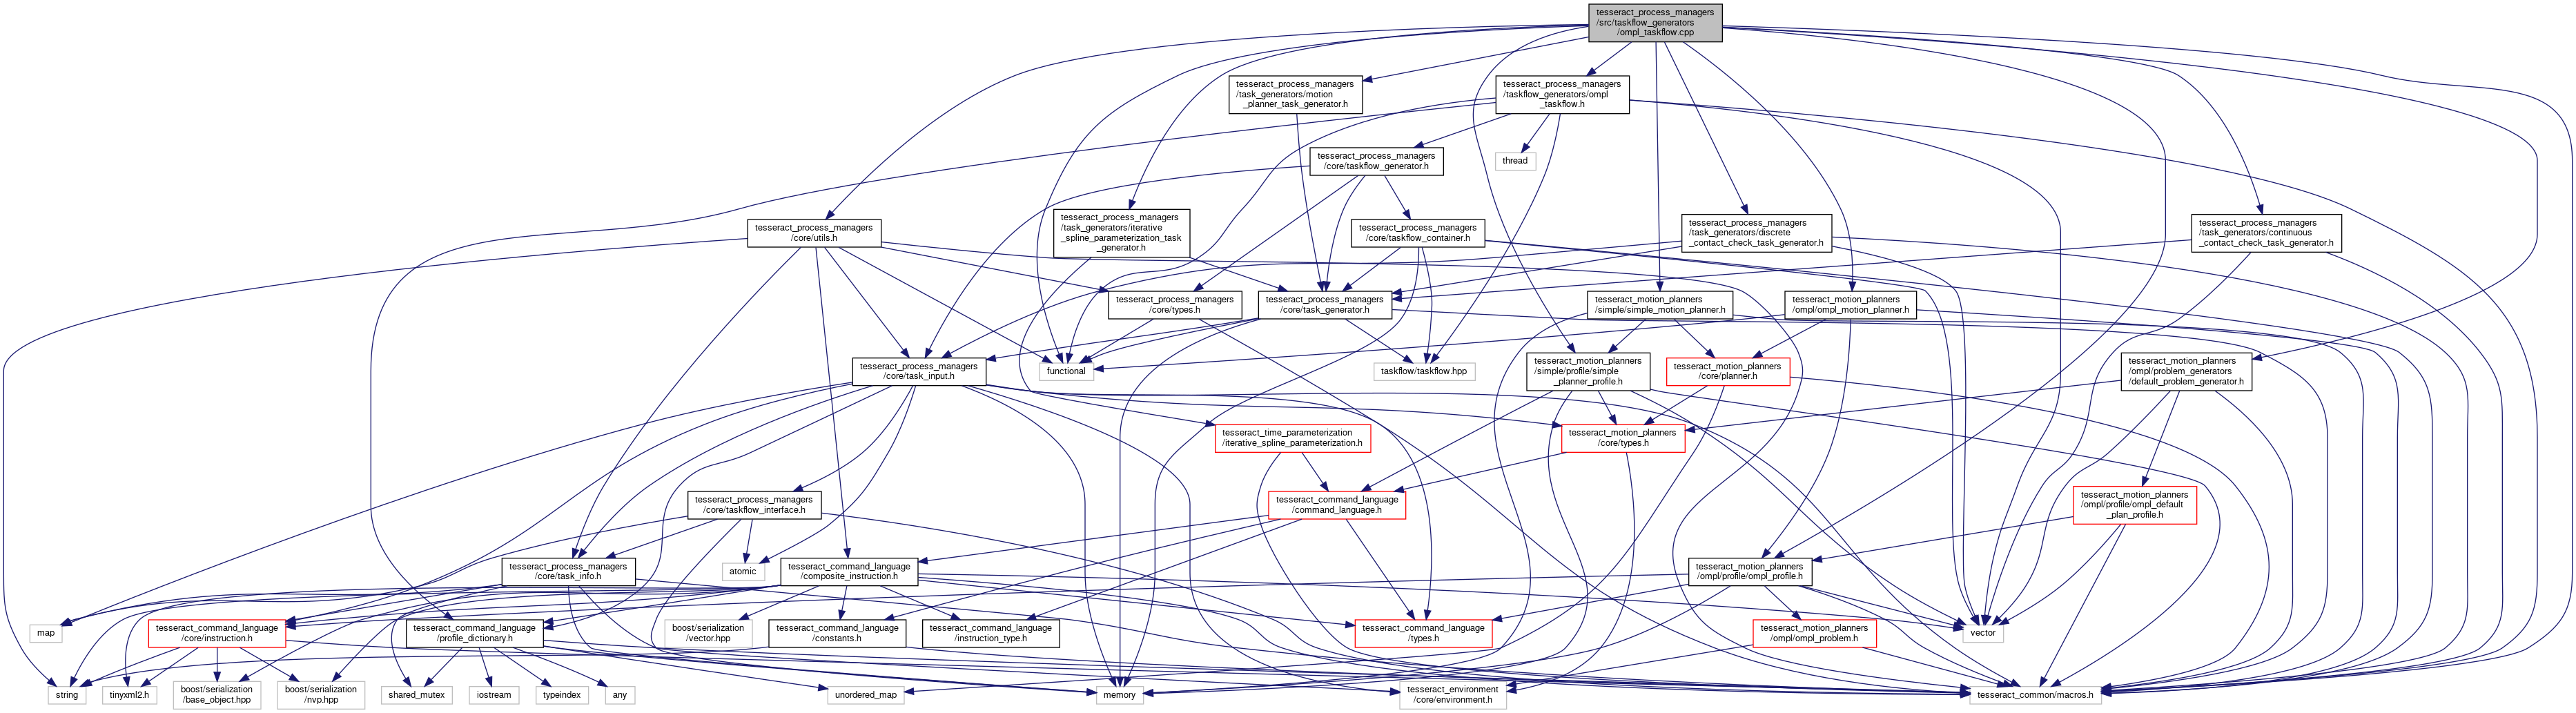 tesseract_process_managers
/src/taskflow_generators
/ompl_taskflow.cpp
tesseract_process_managers
/task_generators/motion
_planner_task_generator.h
tesseract_process_managers
/taskflow_generators/ompl
_taskflow.h
tesseract_process_managers
/core/taskflow_generator.h
thread
tesseract_process_managers
/core/utils.h
tesseract_process_managers
/task_generators/iterative
_spline_parameterization_task
_generator.h
tesseract_process_managers
/core/taskflow_container.h
tesseract_process_managers
/task_generators/discrete
_contact_check_task_generator.h
tesseract_process_managers
/task_generators/continuous
_contact_check_task_generator.h
tesseract_process_managers
/core/types.h
tesseract_process_managers
/core/task_generator.h
tesseract_motion_planners
/simple/simple_motion_planner.h
tesseract_motion_planners
/ompl/ompl_motion_planner.h
tesseract_process_managers
/core/task_input.h
functional
taskflow/taskflow.hpp
tesseract_motion_planners
/simple/profile/simple
_planner_profile.h
tesseract_motion_planners
/core/planner.h
tesseract_motion_planners
/ompl/problem_generators
/default_problem_generator.h
tesseract_time_parameterization
/iterative_spline_parameterization.h
tesseract_motion_planners
/core/types.h
tesseract_process_managers
/core/taskflow_interface.h
tesseract_command_language
/command_language.h
tesseract_motion_planners
/ompl/profile/ompl_default
_plan_profile.h
tesseract_process_managers
/core/task_info.h
atomic
tesseract_command_language
/composite_instruction.h
tesseract_motion_planners
/ompl/profile/ompl_profile.h
map
tesseract_command_language
/core/instruction.h
tesseract_command_language
/profile_dictionary.h
boost/serialization
/vector.hpp
tesseract_command_language
/constants.h
tesseract_command_language
/instruction_type.h
tesseract_command_language
/types.h
tesseract_motion_planners
/ompl/ompl_problem.h
vector
string
tinyxml2.h
boost/serialization
/base_object.hpp
boost/serialization
/nvp.hpp
shared_mutex
iostream
typeindex
any
unordered_map
memory
tesseract_environment
/core/environment.h
tesseract_common/macros.h